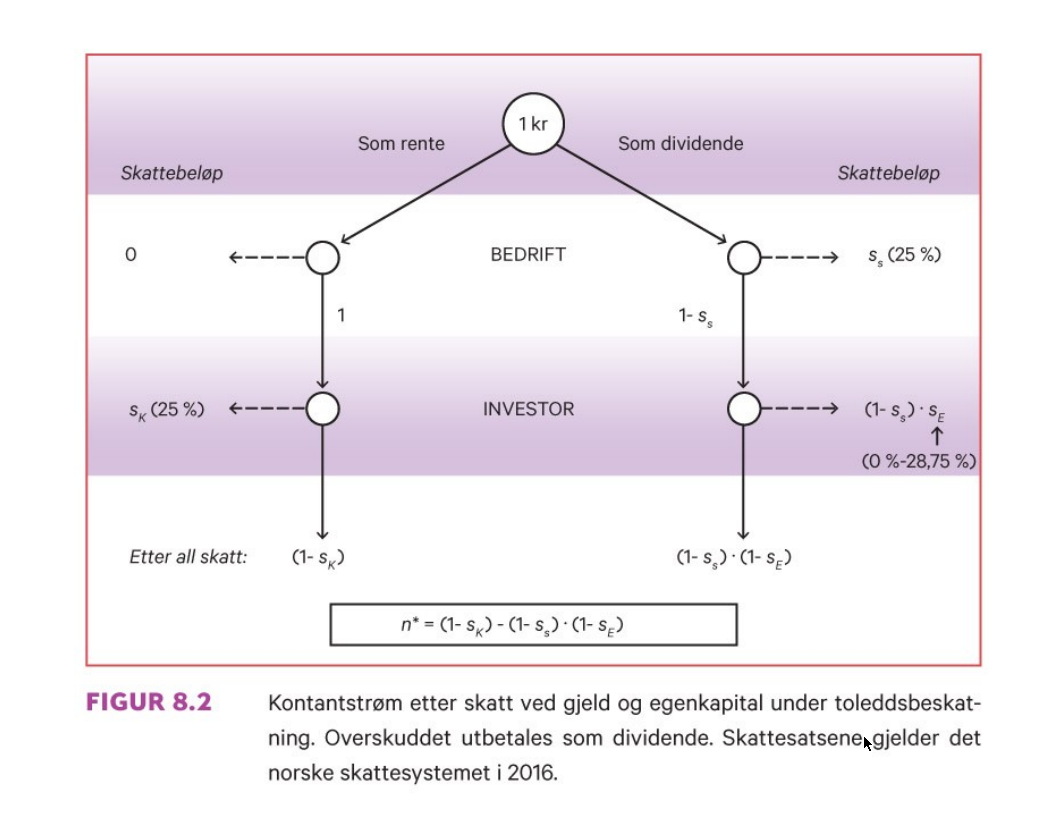 1 kr
Som rente
Som dividende
Skattebeløp
Skattebeløp
0
BEDRIFT
s_s (25 %)
1
1- s_s
s_K (25 %)
INVESTOR
(1- s_s) · s_E
(0 %-28,75 %)
Etter all skatt:
(1- s_K)
(1- s_s) · (1- s_E)
n* = (1- s_K) - (1- s_s) · (1- s_E)
FIGUR 8.2
Kontantstrøm etter skatt ved gjeld og egenkapital under toleddsbeskat-
ning. Overskuddet utbetales som dividende. Skattesatsene gjelder det
norske skattesystemet i 2016.